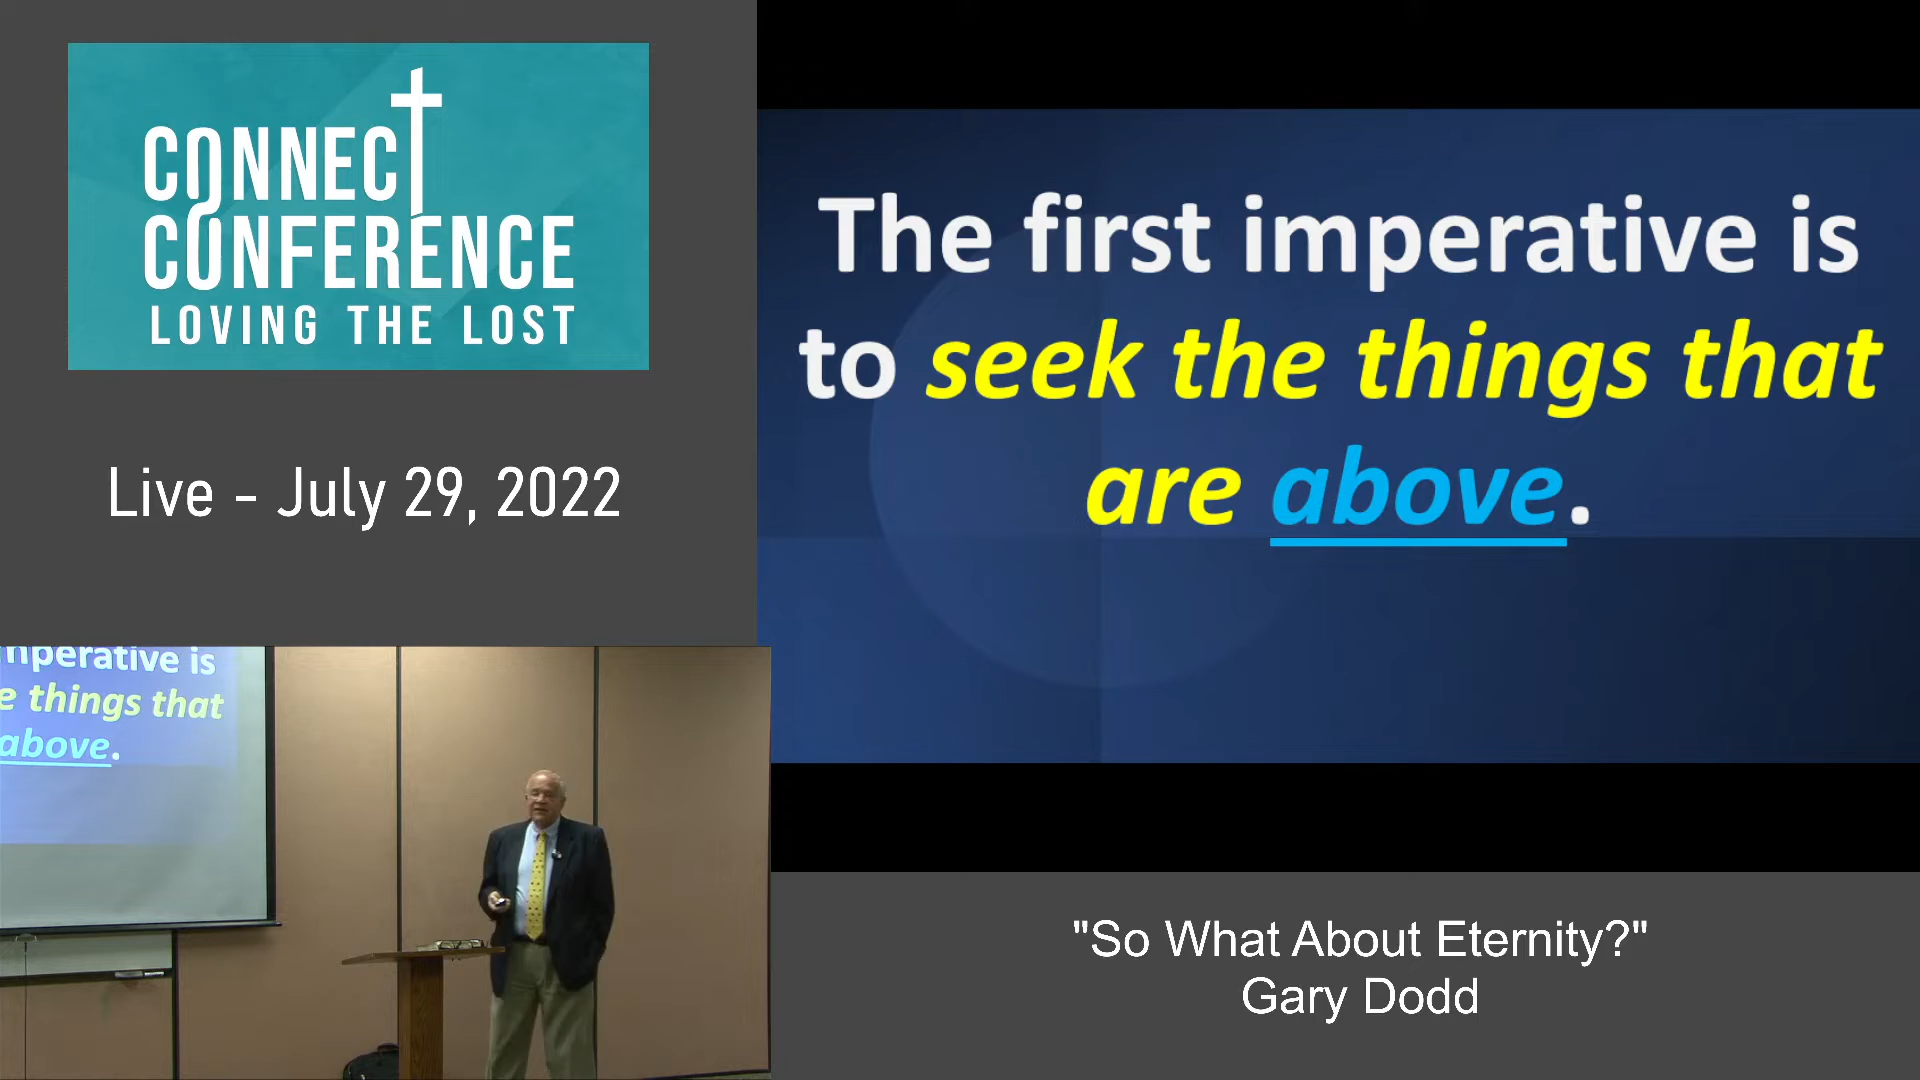 CONNECT
CONFERENCE
LOVING THE LOST
Live - July 29, 2022
The first imperative is
to seek the things that
are above.
imperative is
things that
above.
"So What About Eternity?"
Gary Dodd